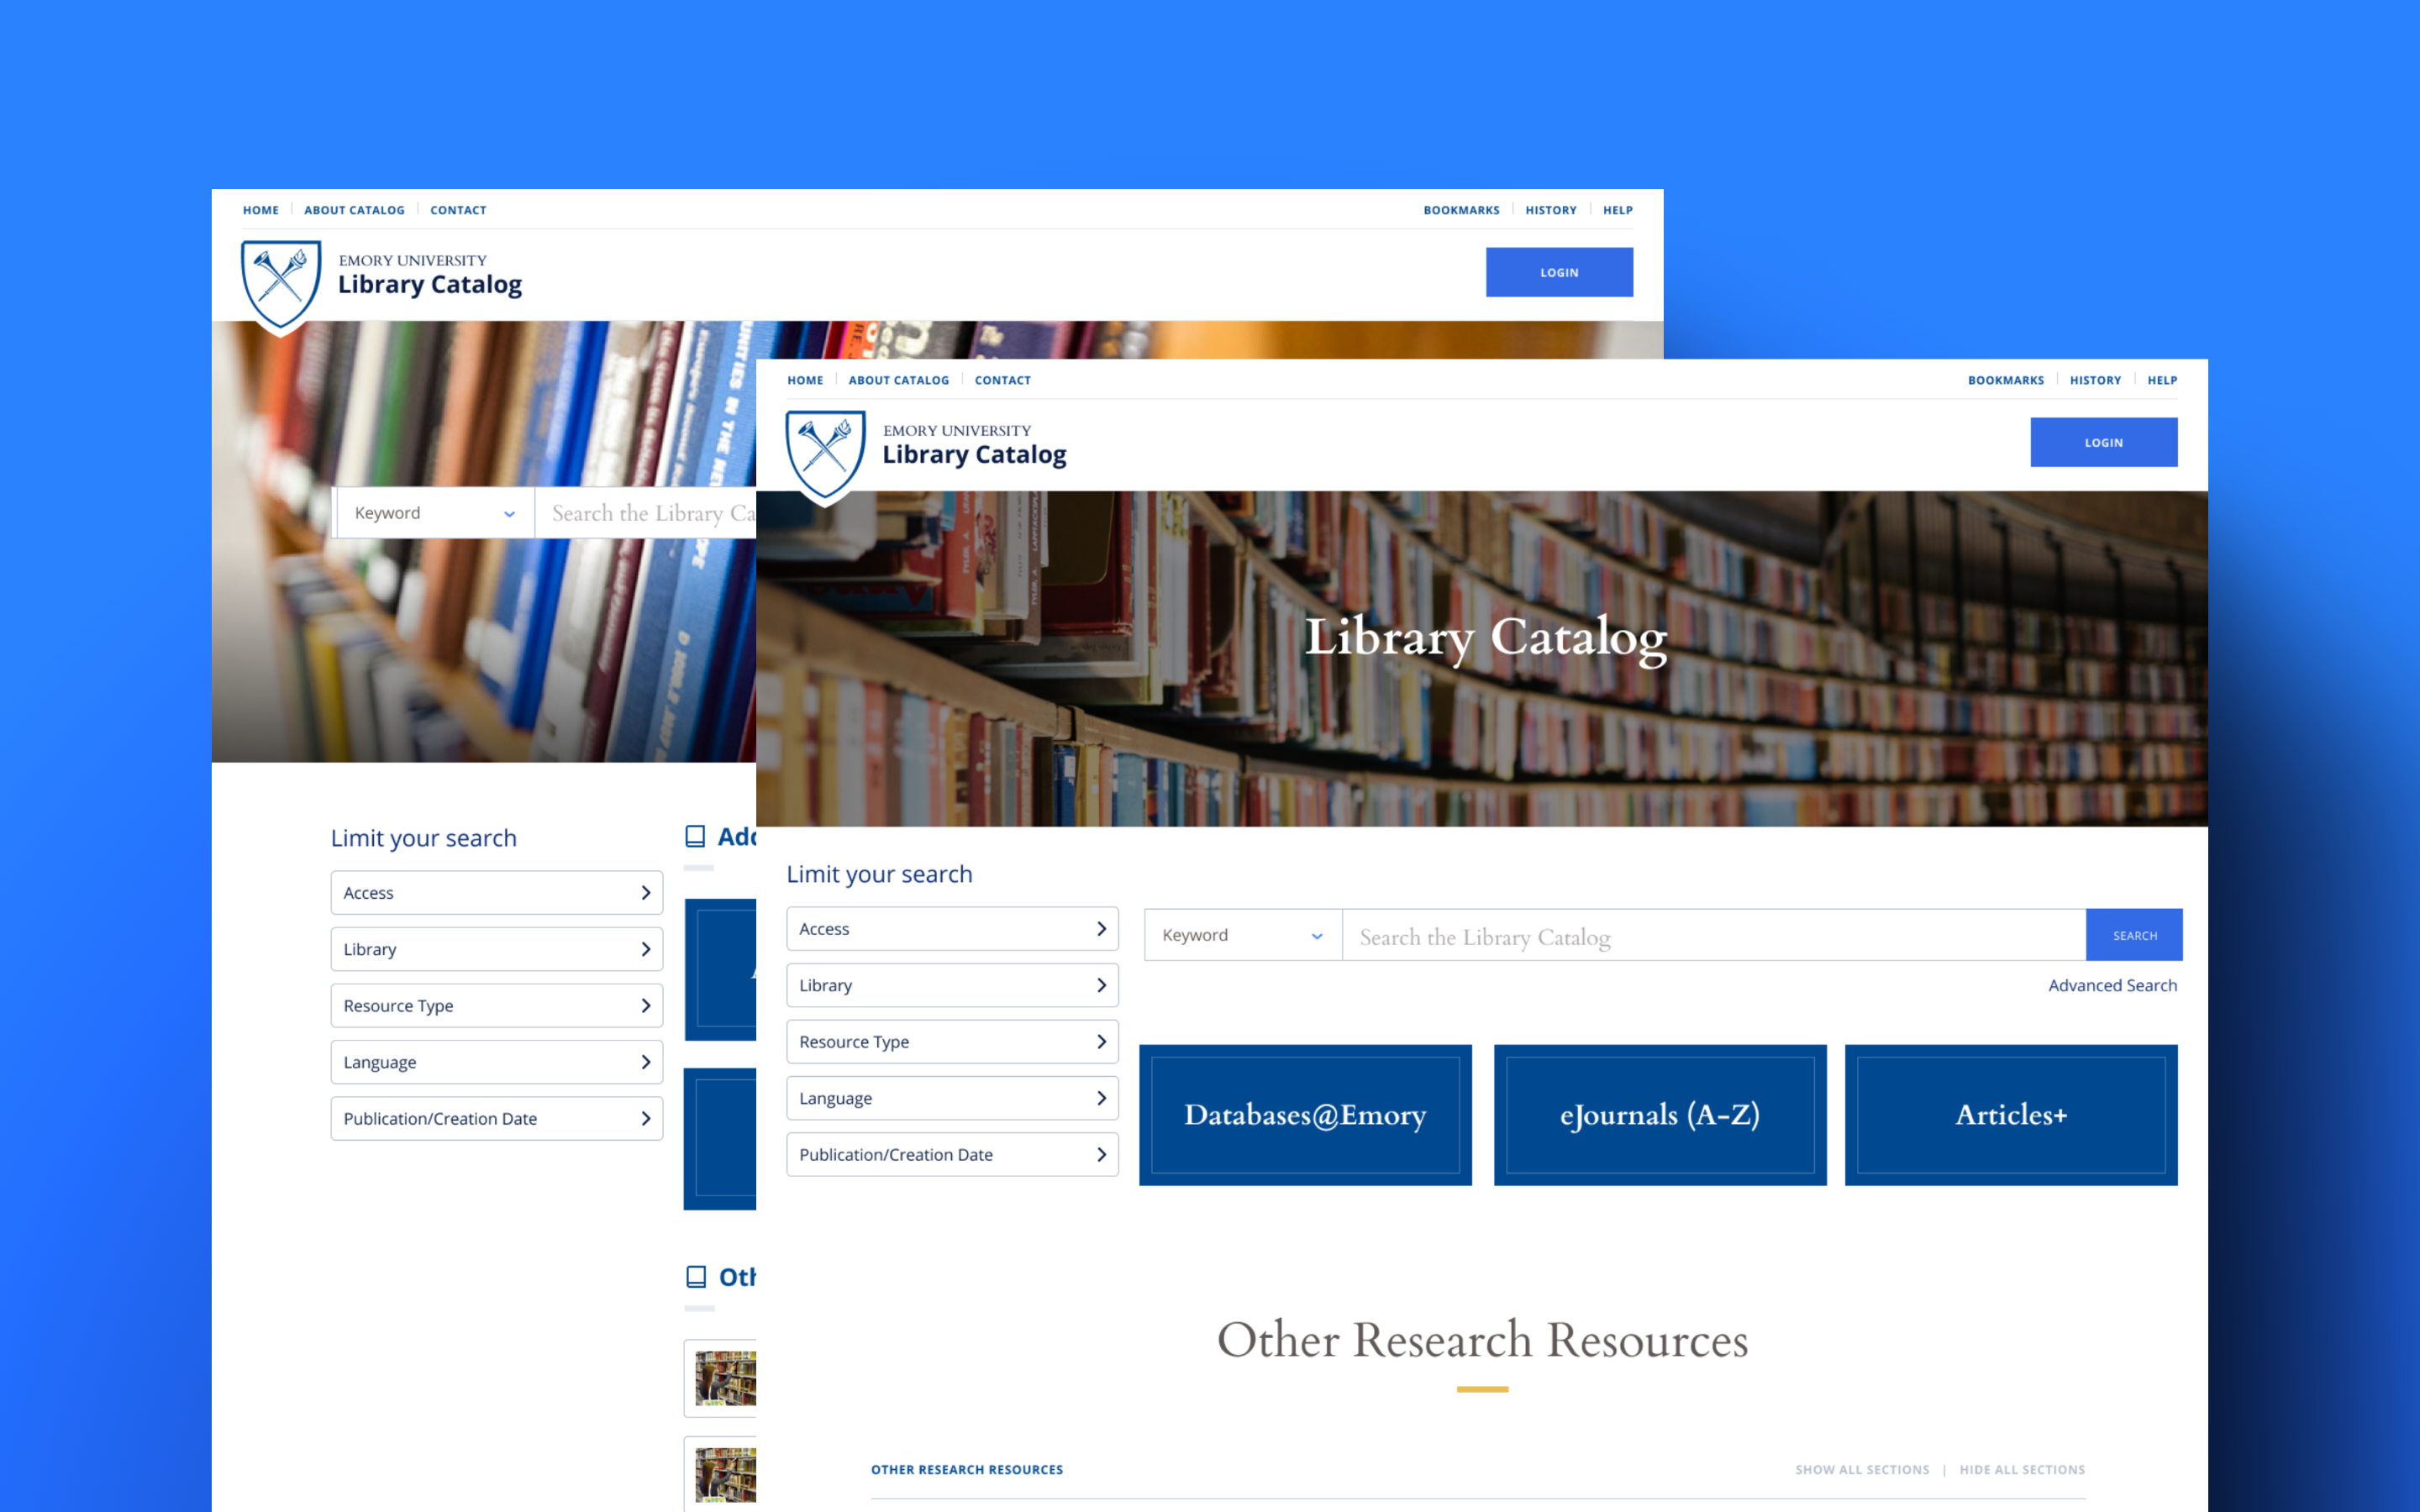 HOME
ABOUT CATALOG
CONTACT
BOOKMARKS
HISTORY
HELP
EMORY UNIVERSITY
Library Catalog
LOGIN
UNITIES IN THE
Keyword
Search the Library Ca
Limit your search
Access
Library
Resource Type
Language
Publication/Creation Date
Add
Oth
HOME
ABOUT CATALOG
CONTACT
BOOKMARKS
HISTORY
HELP
EMORY UNIVERSITY
Library Catalog
LOGIN
Library Catalog
Limit your search
Access
Library
Resource Type
Language
Publication/Creation Date
Keyword
Search the Library Catalog
SEARCH
Advanced Search
Databases@Emory
eJournals (A-Z)
Articles+
Other Research Resources
OTHER RESEARCH RESOURCES
SHOW ALL SECTIONS | HIDE ALL SECTIONS